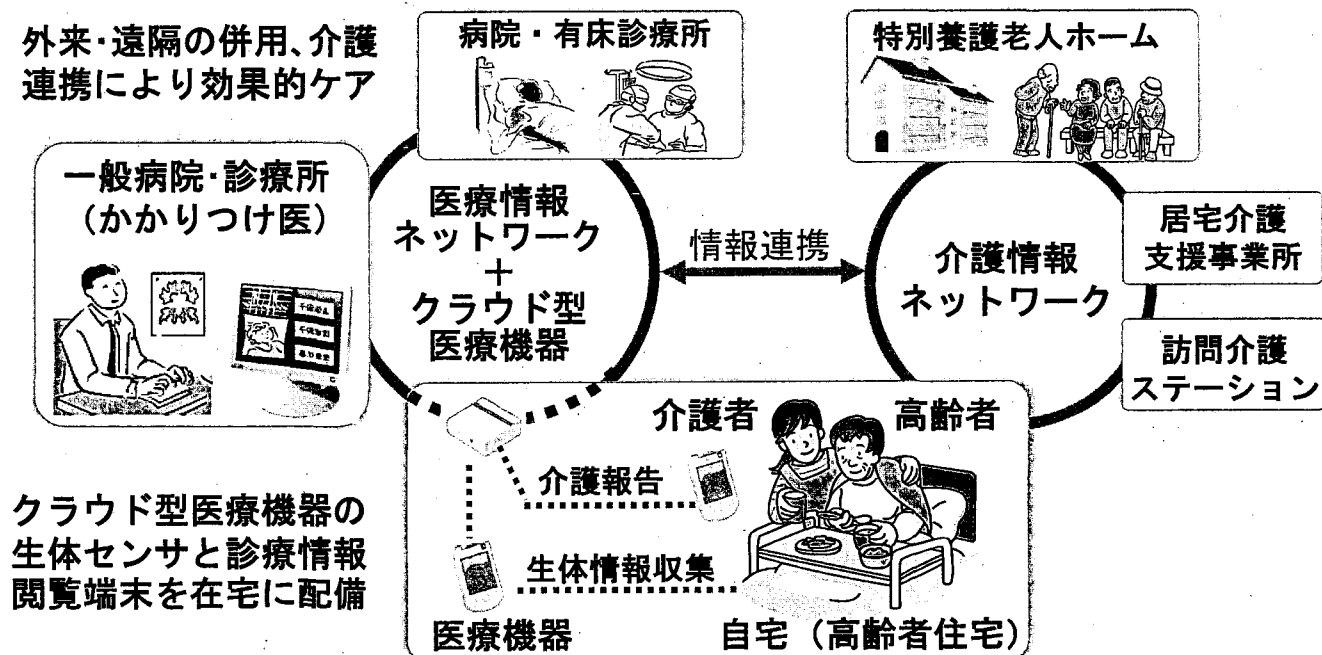 外来・遠隔の併用、介護
連携により効果的ケア
病院・有床診療所
特別養護老人ホーム
一般病院・診療所
（かかりつけ医）
医療情報
ネットワーク
＋
クラウド型
医療機器
情報連携
介護情報
ネットワーク
居宅介護
支援事業所
訪問介護
ステーション
介護者
高齢者
介護報告
生体情報収集
医療機器
自宅（高齢者住宅）
クラウド型医療機器の
生体センサと診療情報
閲覧端末を在宅に配備